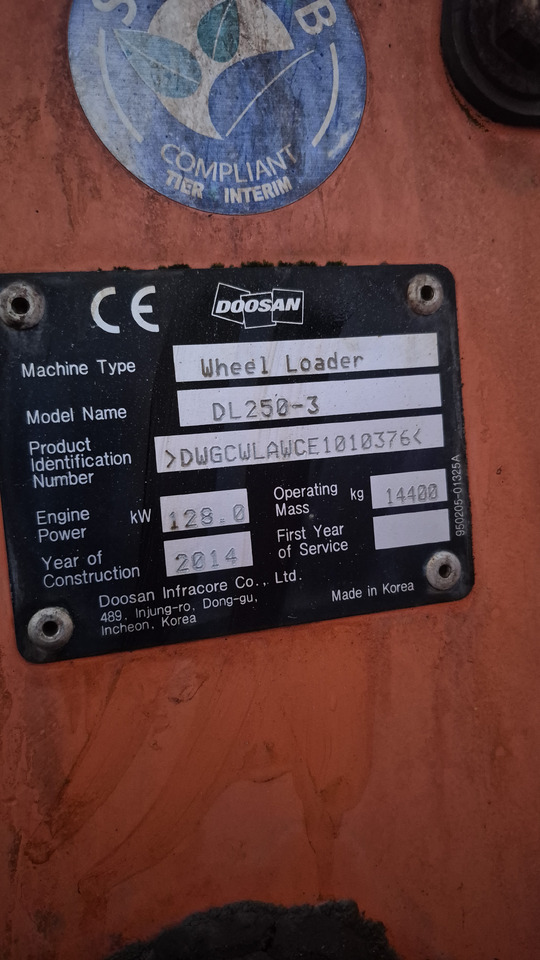 COMPLIANT
TIER INTERIM
CE DOOSAN
Machine Type Wheel Loader
Model Name DL250-3
Product
Identification
Number >DWGCWLAWCE1010376<
Engine
Power kW 128.0
Operating
Mass kg 14400
Year of
Construction 2014
First Year
of Service
Doosan Infracore Co., Ltd.
489, Injung-ro, Dong-gu,
Incheon, Korea
Made in Korea
950205-01325A